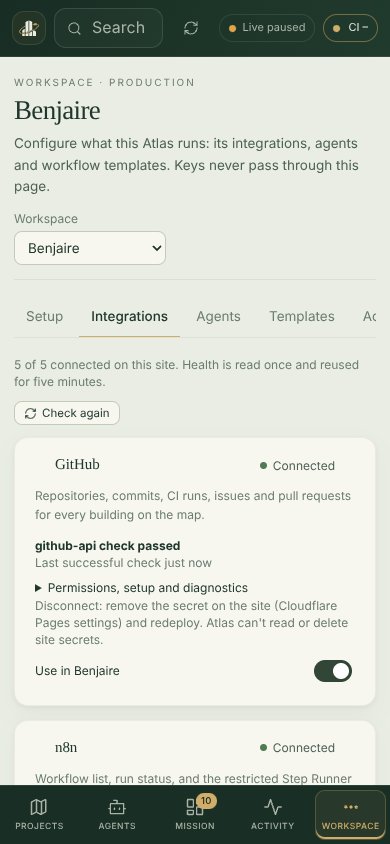 Search
Live paused
CI –
WORKSPACE · PRODUCTION
Benjaire
Configure what this Atlas runs: its integrations, agents
and workflow templates. Keys never pass through this
page.
Workspace
Benjaire
Setup Integrations Agents Templates Ac
5 of 5 connected on this site. Health is read once and reused
for five minutes.
Check again
GitHub Connected
Repositories, commits, CI runs, issues and pull requests
for every building on the map.
github-api check passed
Last successful check just now
Permissions, setup and diagnostics
Disconnect: remove the secret on the site (Cloudflare
Pages settings) and redeploy. Atlas can't read or delete
site secrets.
Use in Benjaire
n8n Connected
Workflow list, run status, and the restricted Step Runner
10
PROJECTS AGENTS MISSION ACTIVITY WORKSPACE